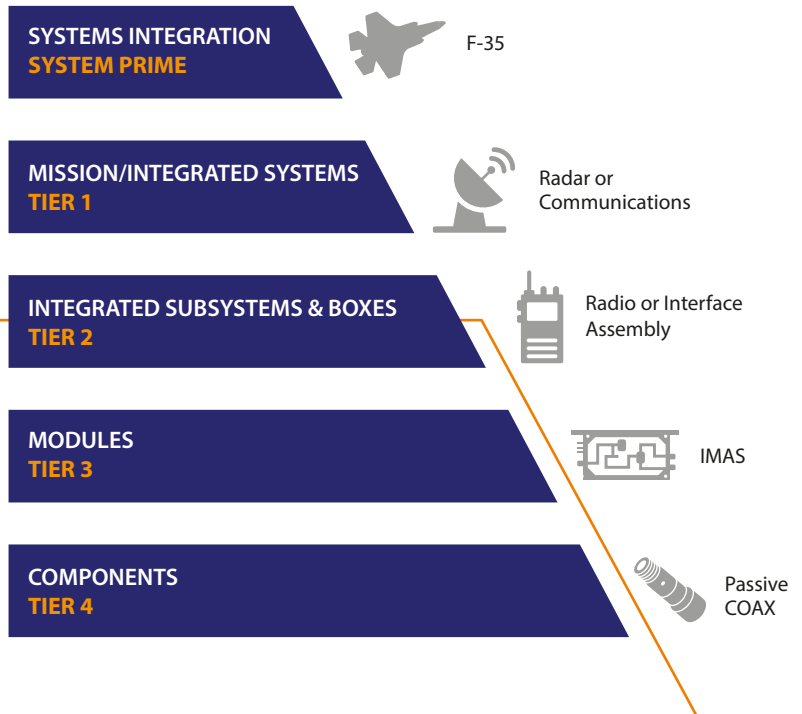 SYSTEMS INTEGRATION
SYSTEM PRIME
F-35
MISSION/INTEGRATED SYSTEMS
TIER 1
Radar or
Communications
INTEGRATED SUBSYSTEMS & BOXES
TIER 2
Radio or Interface
Assembly
MODULES
TIER 3
IMAS
COMPONENTS
TIER 4
Passive
COAX